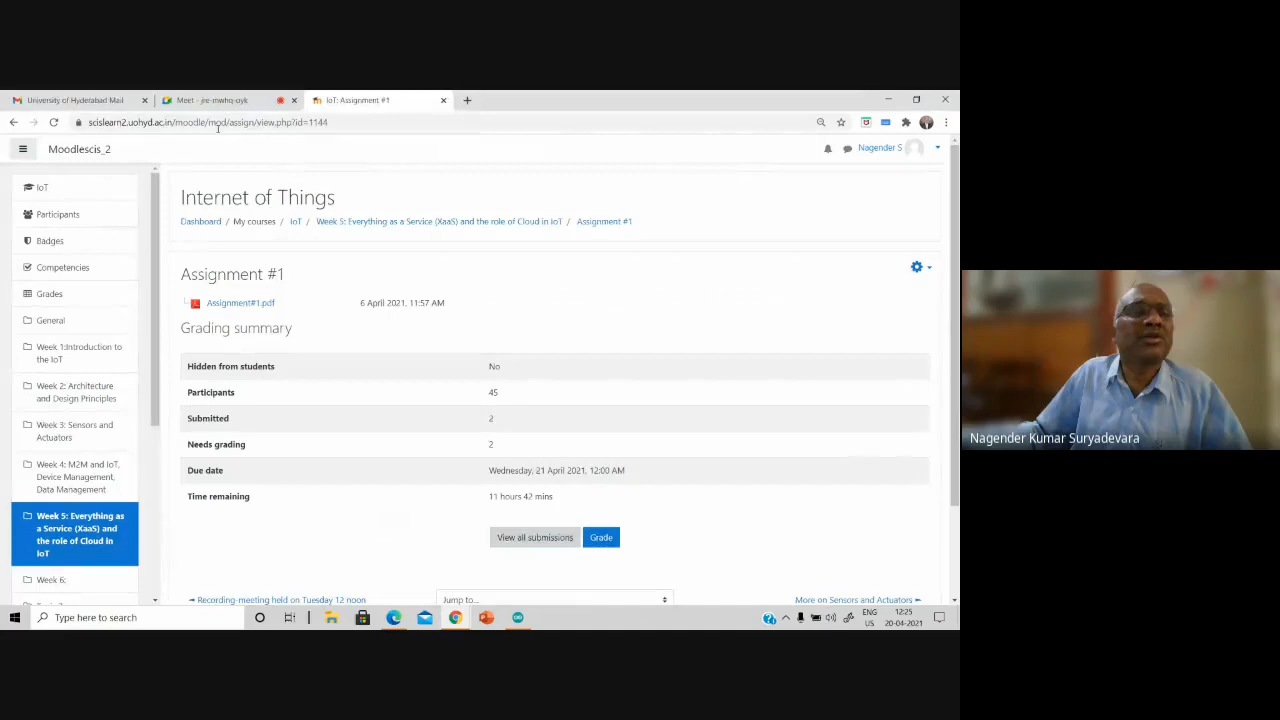 University of Hyderabad Mail
Meet - jre-mwhq-oyk
IoT: Assignment #1
scislearn2.uohyd.ac.in/moodle/mod/assign/view.php?id=1144
Moodlescis_2
Nagender S
IoT
Participants
Badges
Competencies
Grades
General
Week 1:Introduction to
the IoT
Week 2: Architecture
and Design Principles
Week 3: Sensors and
Actuators
Week 4: M2M and IoT,
Device Management,
Data Management
Week 5: Everything as
a Service (XaaS) and
the role of Cloud in
IoT
Week 6:
Internet of Things
Dashboard / My courses / IoT / Week 5: Everything as a Service (XaaS) and the role of Cloud in IoT / Assignment #1
Assignment #1
Assignment#1.pdf 6 April 2021, 11:57 AM
Grading summary
Hidden from students No
Participants 45
Submitted 2
Needs grading 2
Due date Wednesday, 21 April 2021, 12:00 AM
Time remaining 11 hours 42 mins
View all submissions Grade
Recording-meeting held on Tuesday 12 noon
Jump to...
More on Sensors and Actuators
Nagender Kumar Suryadevara
Type here to search
ENG
US
12:25
20-04-2021